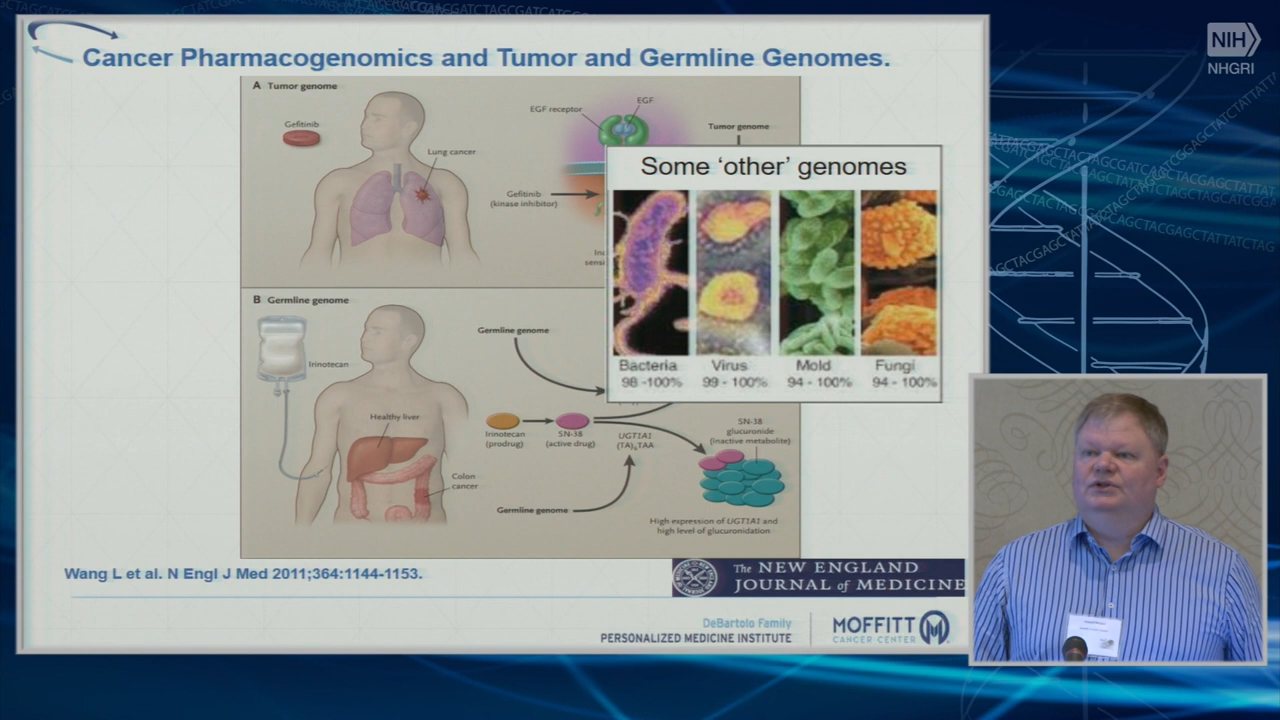 Cancer Pharmacogenomics and Tumor and Germline Genomes.
NIH
NHGRI
A Tumor genome
Gefitinib
Lung cancer
EGF receptor
EGF
Tumor genome
Gefitinib
(kinase inhibitor)
Some ‘other’ genomes
Bacteria
98 -100%
Virus
99 - 100%
Mold
94 - 100%
Fungi
94 - 100%
B Germline genome
Irinotecan
Healthy liver
Colon
cancer
Germline genome
Irinotecan
(prodrug)
SN-38
(active drug)
UGT1A1
SN-38
glucuronide
(inactive metabolite)
Germline genome
High expression of UGT1A1 and
high level of glucuronidation
Wang L et al. N Engl J Med 2011;364:1144-1153.
The NEW ENGLAND
JOURNAL of MEDICINE
DeBartolo Family
PERSONALIZED MEDICINE INSTITUTE
MOFFITT
CANCER CENTER